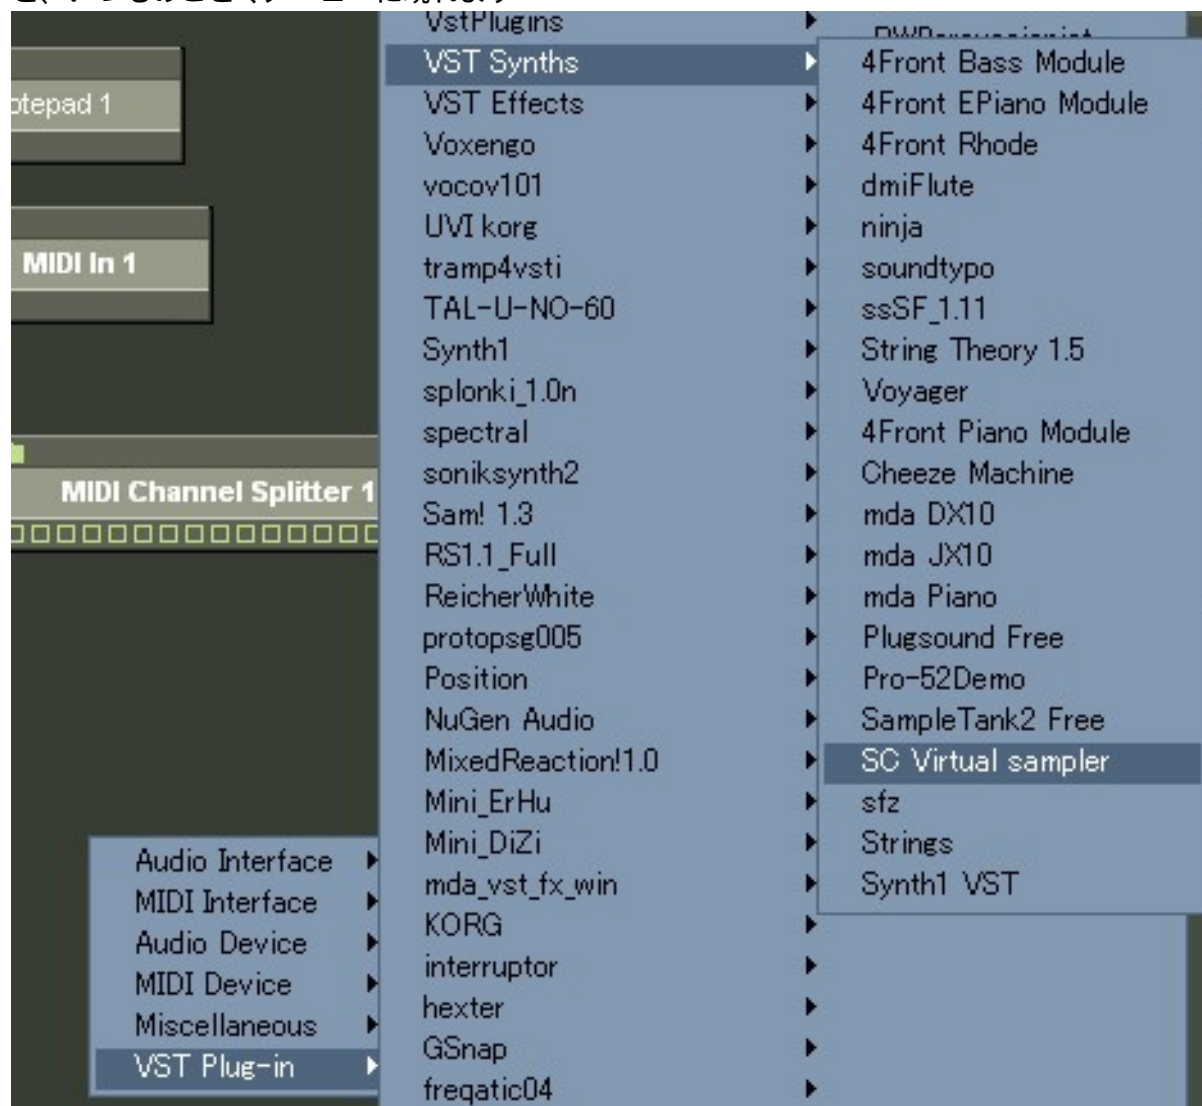 otepad 1
MIDI In 1
MIDI Channel Splitter 1
Audio Interface
MIDI Interface
Audio Device
MIDI Device
Miscellaneous
VST Plug-in
VstPlugins
VST Synths
VST Effects
Voxengo
vocov101
UVI korg
tramp4vsti
TAL-U-NO-60
Synth1
splonki_1.0n
spectral
soniksynth2
Sam! 1.3
RS1.1_Full
ReicherWhite
protopsg005
Position
NuGen Audio
MixedReaction!1.0
Mini_ErHu
Mini_DiZi
mda_vst_fx_win
KORG
interruptor
hexter
GSnap
freqatic04
4Front Bass Module
4Front EPiano Module
4Front Rhode
dmiFlute
ninja
soundtypo
ssSF_1.11
String Theory 1.5
Voyager
4Front Piano Module
Cheeze Machine
mda DX10
mda JX10
mda Piano
Plugsound Free
Pro-52Demo
SampleTank2 Free
SC Virtual sampler
sfz
Strings
Synth1 VST